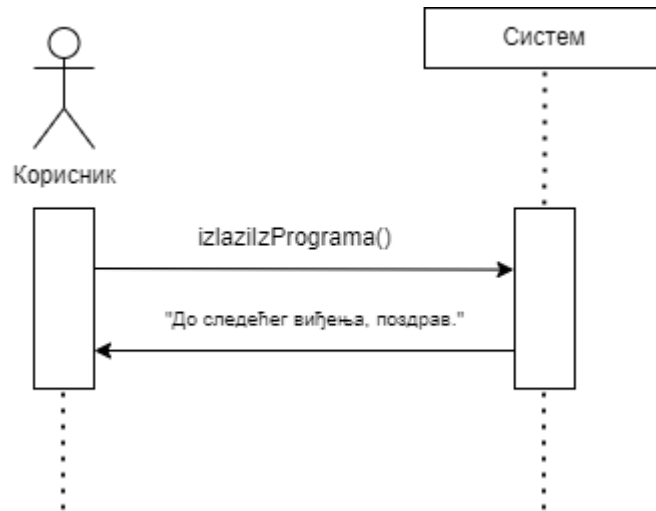 Систем
Корисник
izlaziIzPrograma()
"До следећег виђења, поздрав."